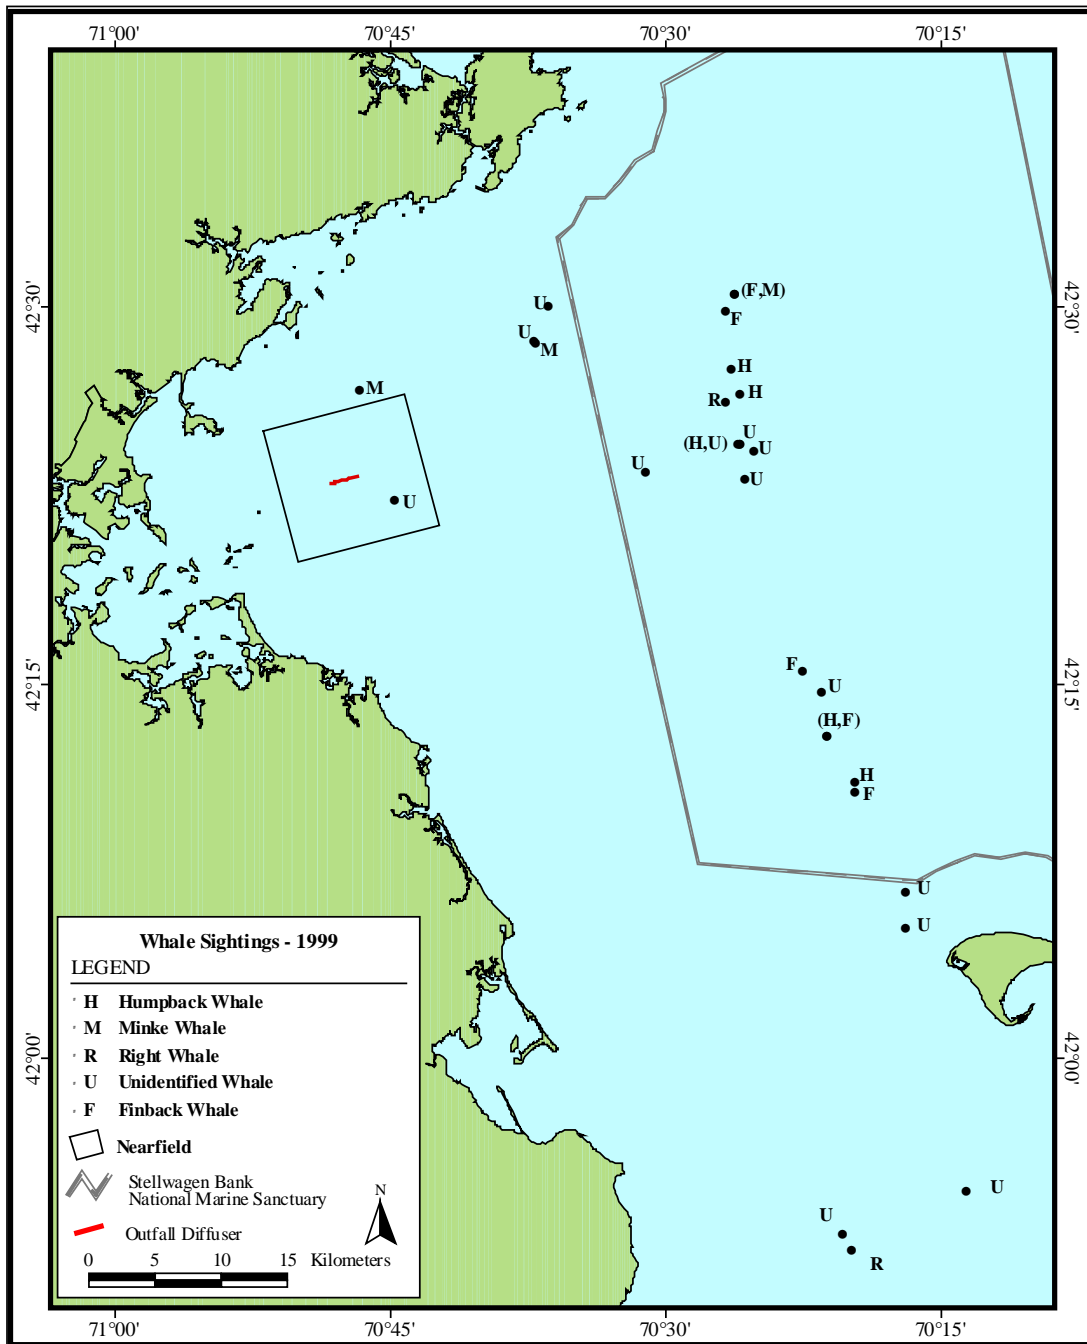 71°00' 70°45' 70°30' 70°15'
(F,M)
42°30' U 42°30'
F
U
M
H
M H
R
U
(H,U) U
U
U
U
42°15' F 42°15'
U
(H,F)
H
F
U
U
Whale Sightings - 1999
LEGEND
H Humpback Whale
M Minke Whale
R Right Whale
U Unidentified Whale
F Finback Whale
Nearfield
Stellwagen Bank
National Marine Sanctuary
N
Outfall Diffuser
0 5 10 15 Kilometers
42°00' 42°00'
U
U
R
71°00' 70°45' 70°30' 70°15'